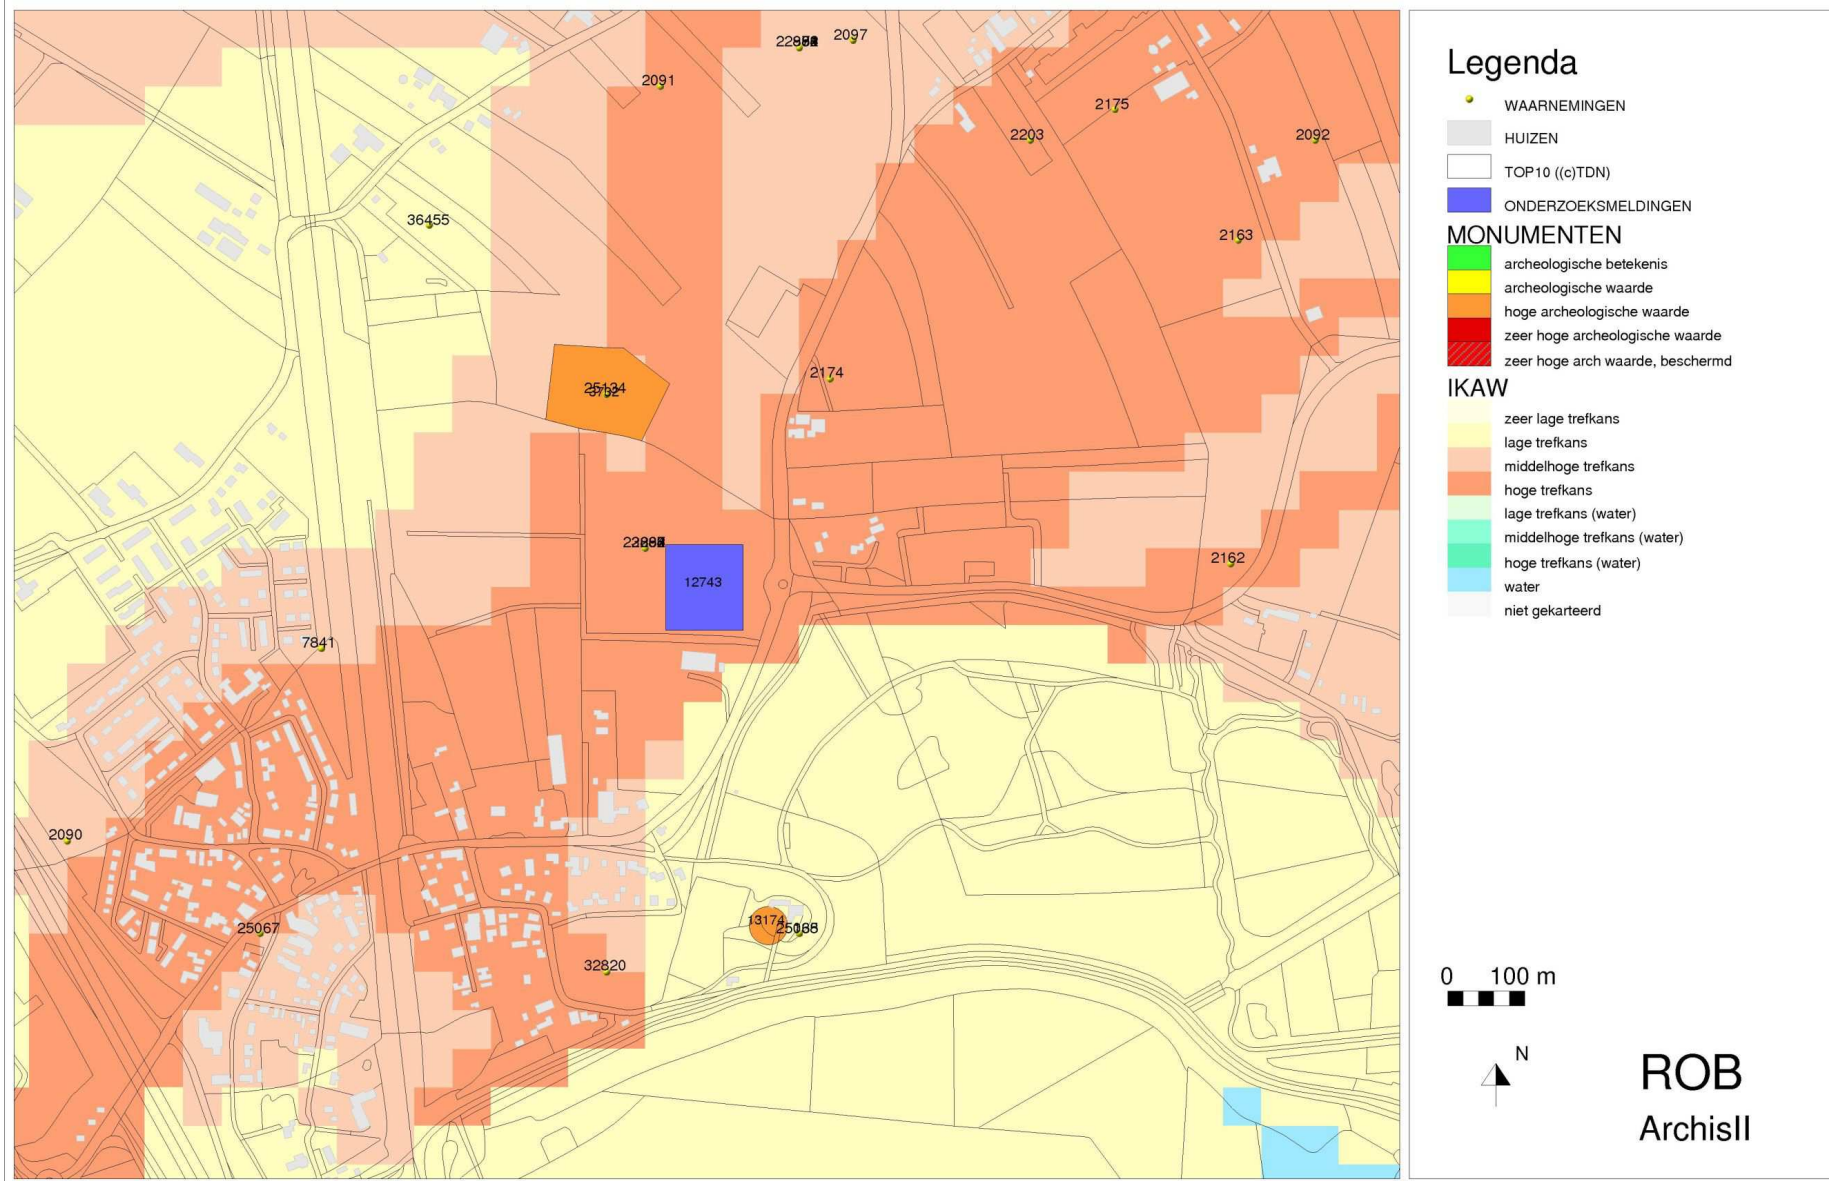 2097
2091
2175
2203
2092
36455
2163
2174
25134
12743
2162
7841
2090
13174
25067
32820
Legenda
WAARNEMINGEN
HUIZEN
TOP10 ((c)TDN)
ONDERZOEKSMELDINGEN
MONUMENTEN
archeologische betekenis
archeologische waarde
hoge archeologische waarde
zeer hoge archeologische waarde
zeer hoge arch waarde, beschermd
IKAW
zeer lage trefkans
lage trefkans
middelhoge trefkans
hoge trefkans
lage trefkans (water)
middelhoge trefkans (water)
hoge trefkans (water)
water
niet gekarteerd
0 100 m
N
ROB
ArchisII